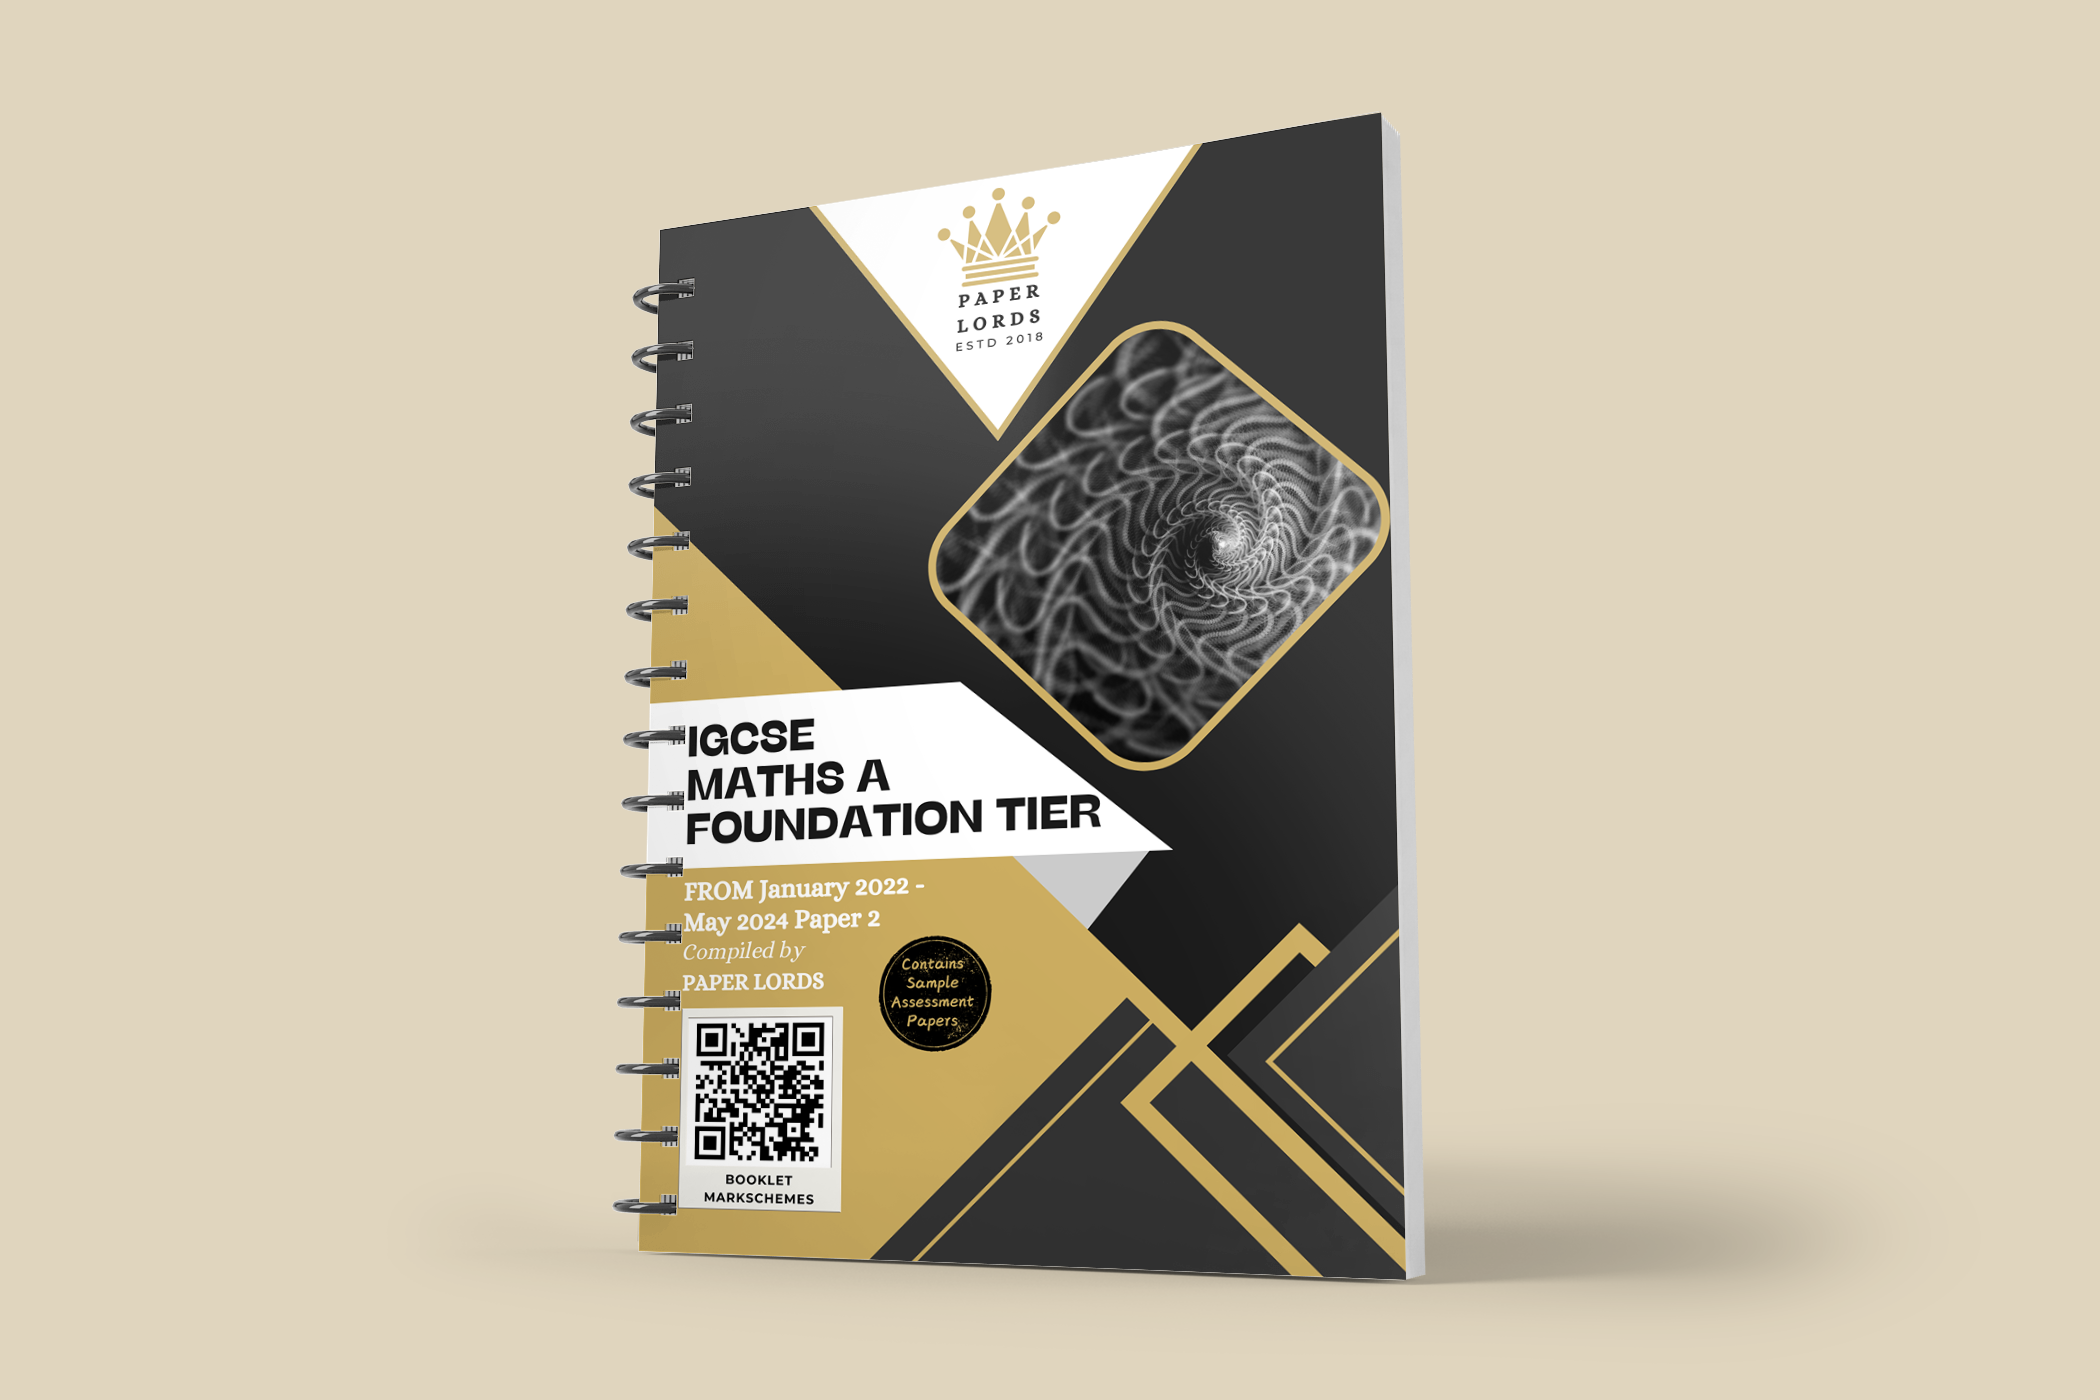 PAPER
LORDS
ESTD 2018
IGCSE
MATHS A
FOUNDATION TIER
FROM January 2022 -
May 2024 Paper 2
Compiled by
PAPER LORDS
Contains
Sample
Assessment
Papers
BOOKLET
MARKSCHEMES